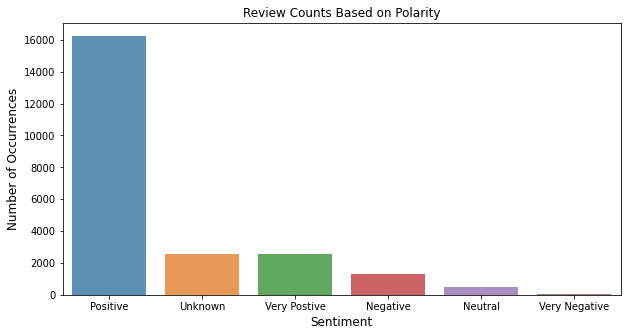 Review Counts Based on Polarity
Number of Occurrences
16000
14000
12000
10000
8000
6000
4000
2000
0
Positive Unknown Very Postive Negative Neutral Very Negative
Sentiment